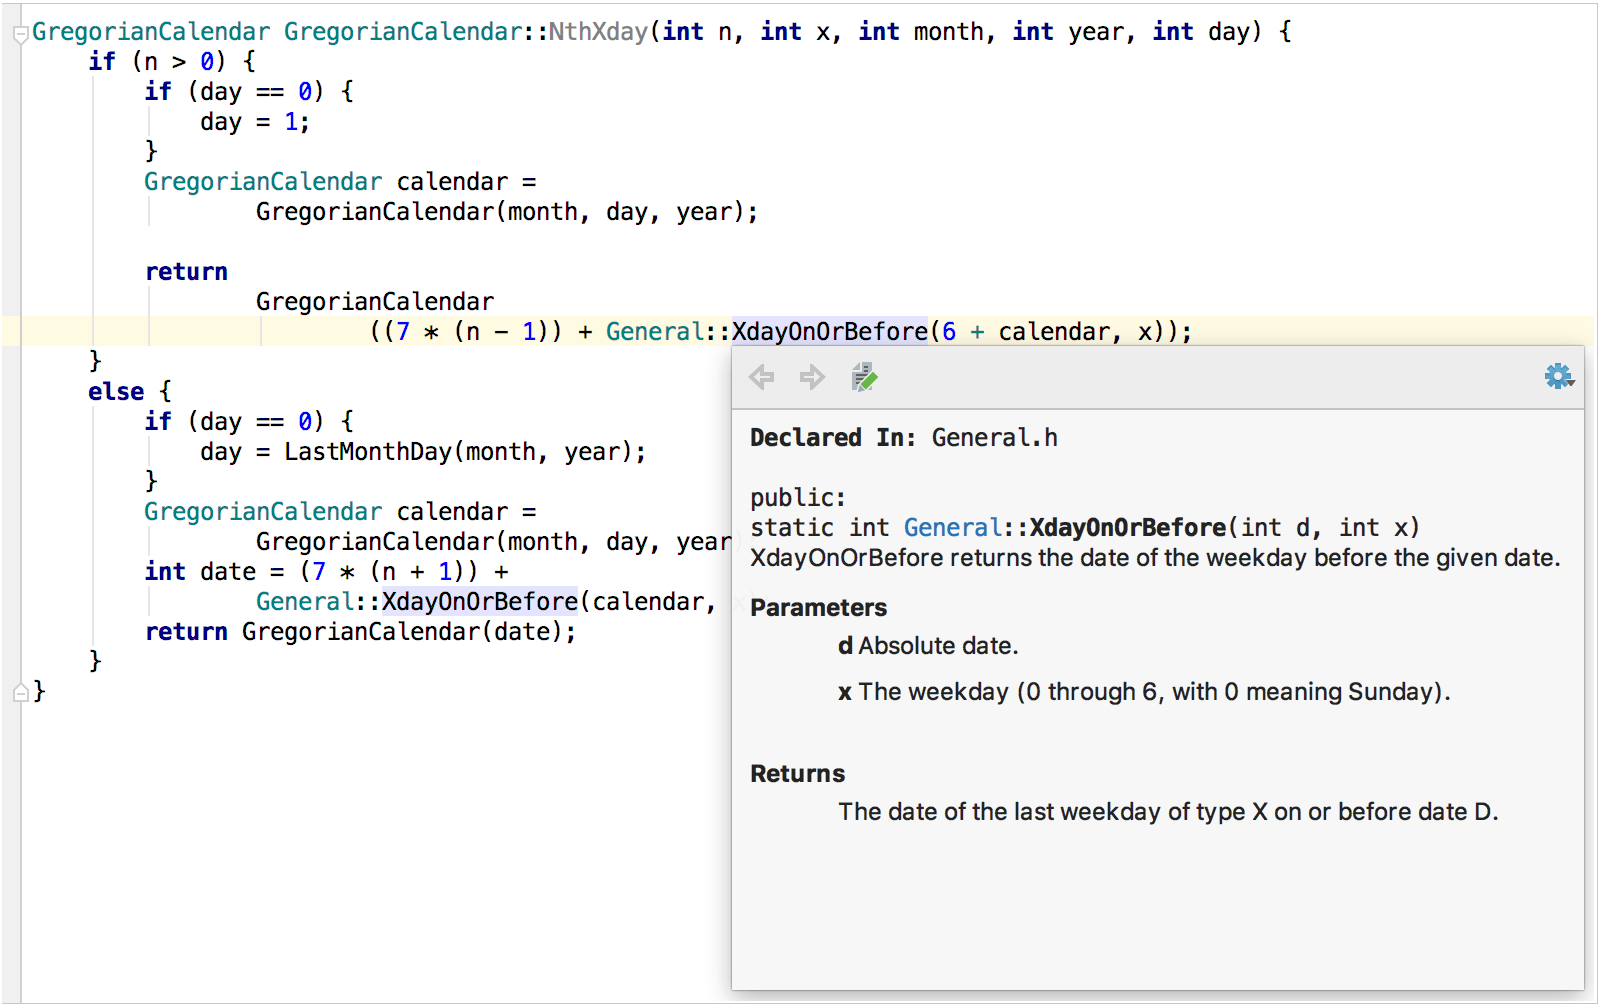 GregorianCalendar GregorianCalendar::NthXday(int n, int x, int month, int year, int day) {
if (n > 0) {
if (day == 0) {
day = 1;
}
GregorianCalendar calendar =
GregorianCalendar(month, day, year);
return
GregorianCalendar
((7 * (n - 1)) + General::XdayOnOrBefore(6 + calendar, x));
}
else {
if (day == 0) {
day = LastMonthDay(month, year);
}
GregorianCalendar calendar =
GregorianCalendar(month, day, year
int date = (7 * (n + 1)) +
General::XdayOnOrBefore(calendar,
return GregorianCalendar(date);
}
}
Declared In: General.h
public:
static int General::XdayOnOrBefore(int d, int x)
XdayOnOrBefore returns the date of the weekday before the given date.
Parameters
d Absolute date.
x The weekday (0 through 6, with 0 meaning Sunday).
Returns
The date of the last weekday of type X on or before date D.